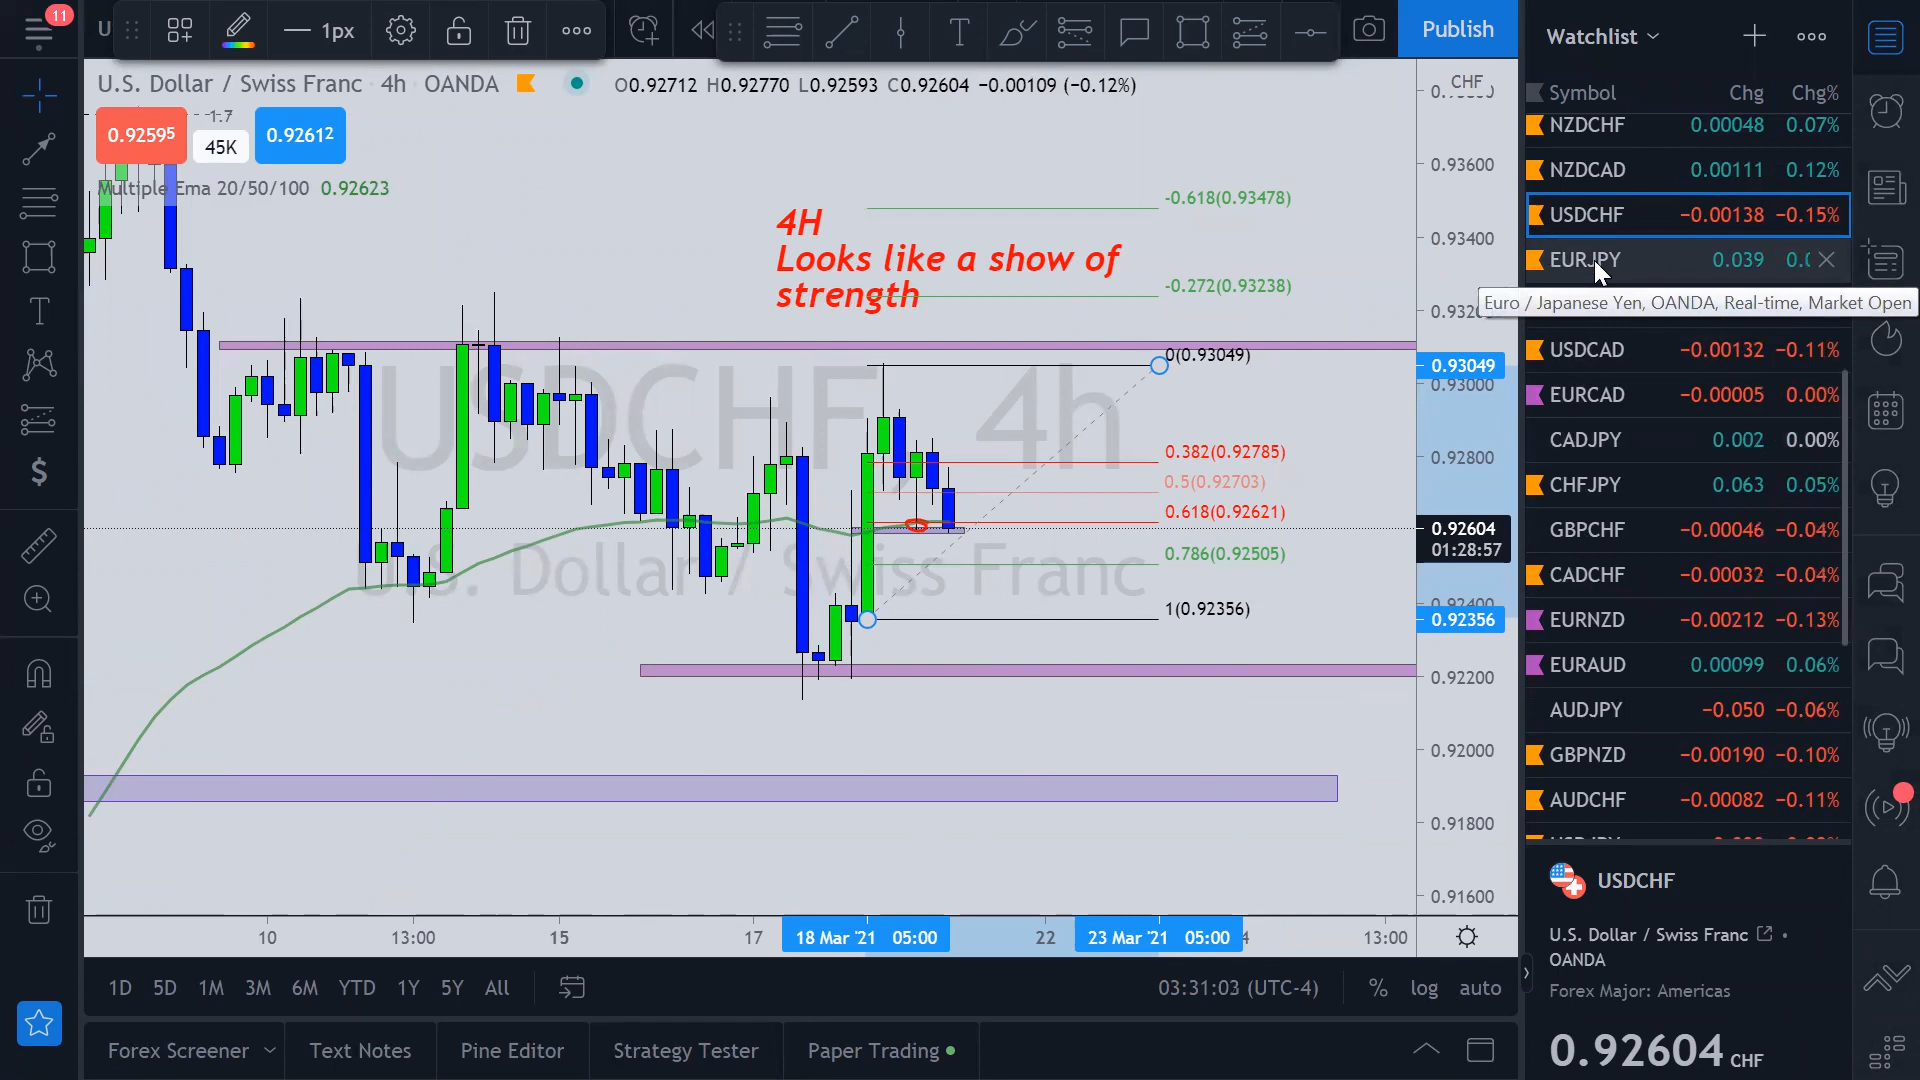 11
U
1px
Publish
Watchlist
U.S. Dollar / Swiss Franc · 4h · OANDA
O0.92712 H0.92770 L0.92593 C0.92604 −0.00109 (−0.12%)
CHF
0.92595
-1.7
45K
0.92612
Multiple Ema 20/50/100 0.92623
4H
Looks like a show of
strength
-0.618(0.93478)
-0.272(0.93238)
0(0.93049)
0.382(0.92785)
0.5(0.92703)
0.618(0.92621)
0.786(0.92505)
1(0.92356)
USDCHF, 4h
U.S. Dollar / Swiss Franc
0.93600
0.93400
0.93049
0.93000
0.92800
0.92604
01:28:57
0.92400
0.92356
0.92200
0.92000
0.91800
0.91600
10
13:00
15
17
18 Mar '21 05:00
22
23 Mar '21 05:00
4
13:00
1D 5D 1M 3M 6M YTD 1Y 5Y All
03:31:03 (UTC-4)
% log auto
Forex Screener
Text Notes
Pine Editor
Strategy Tester
Paper Trading
Symbol Chg Chg%
NZDCHF 0.00048 0.07%
NZDCAD 0.00111 0.12%
USDCHF −0.00138 −0.15%
EURJPY 0.039
Euro / Japanese Yen, OANDA, Real-time, Market Open
USDCAD −0.00132 −0.11%
EURCAD −0.00005 0.00%
CADJPY 0.002 0.00%
CHFJPY 0.063 0.05%
GBPCHF −0.00046 −0.04%
CADCHF −0.00032 −0.04%
EURNZD −0.00212 −0.13%
EURAUD 0.00099 0.06%
AUDJPY −0.050 −0.06%
GBPNZD −0.00190 −0.10%
AUDCHF −0.00082 −0.11%
USDCHF
U.S. Dollar / Swiss Franc •
OANDA
Forex Major: Americas
0.92604 CHF